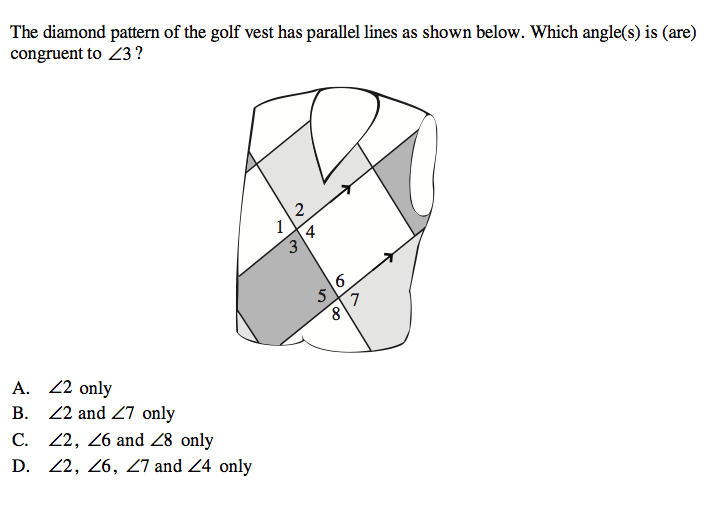 The diamond pattern of the golf vest has parallel lines as shown below. Which angle(s) is (are)
congruent to ∠3 ?
2
1 4
3
6
5 7
8
A. ∠2 only
B. ∠2 and ∠7 only
C. ∠2, ∠6 and ∠8 only
D. ∠2, ∠6, ∠7 and ∠4 only